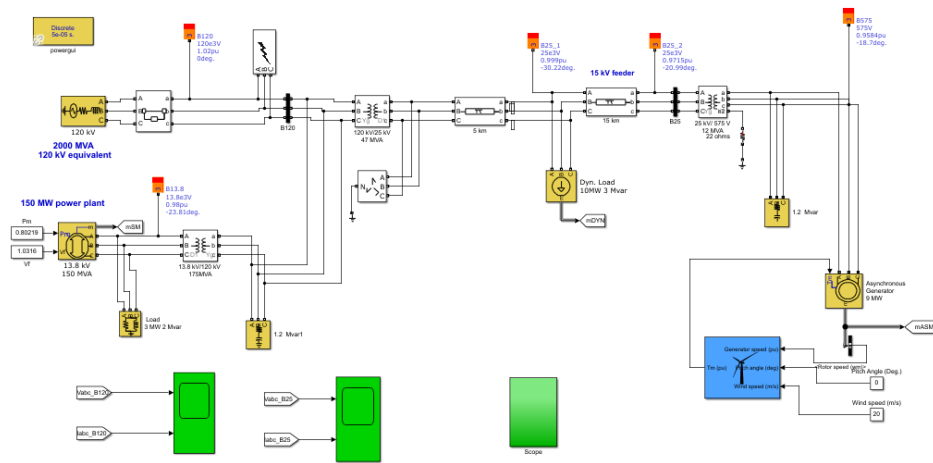 Discrete
5e-05 s.
powergui
B120
120e3V
1.02pu
0deg.
B25_1
25e3V
0.999pu
-30.22deg.
B25_2
25e3V
0.9715pu
-20.99deg.
B575
575V
0.9584pu
-18.7deg.
15 kV feeder
A
B
C
120 kV
2000 MVA
120 kV equivalent
A a
B b
C c
A B C
B120
A a
B b
C c
120 kV/25 kV
47 MVA
A a
B b
C c
5 km
A a
B b
C c
15 km
B25
A a
B b
25 kV/ 575 V
12 MVA
22 ohms
N
A
B
C
A B C
Dyn. Load
10MW 3 Mvar
mDYN
A B C
1.2 Mvar
150 MW power plant
B13.8
13.8e3V
0.98pu
-23.81deg.
Pm
0.80219
1.0316
Vf
Pm
Vf
m
A
B
C
13.8 kV
150 MVA
mSM
A a
B b
C c
13.8 kV/120 kV
175MVA
A B C
Load
3 MW 2 Mvar
A B C
1.2 Mvar1
Tm
A B C
m
Asynchronous
Generator
9 MW
mASM
Generator speed (pu)
Tm (pu)
Pitch angle (deg)
Wind speed (m/s)
Pitch Angle (Deg.)
0
Wind speed (m/s)
20
Vabc_B120
Iabc_B120
Vabc_B25
Iabc_B25
Scope